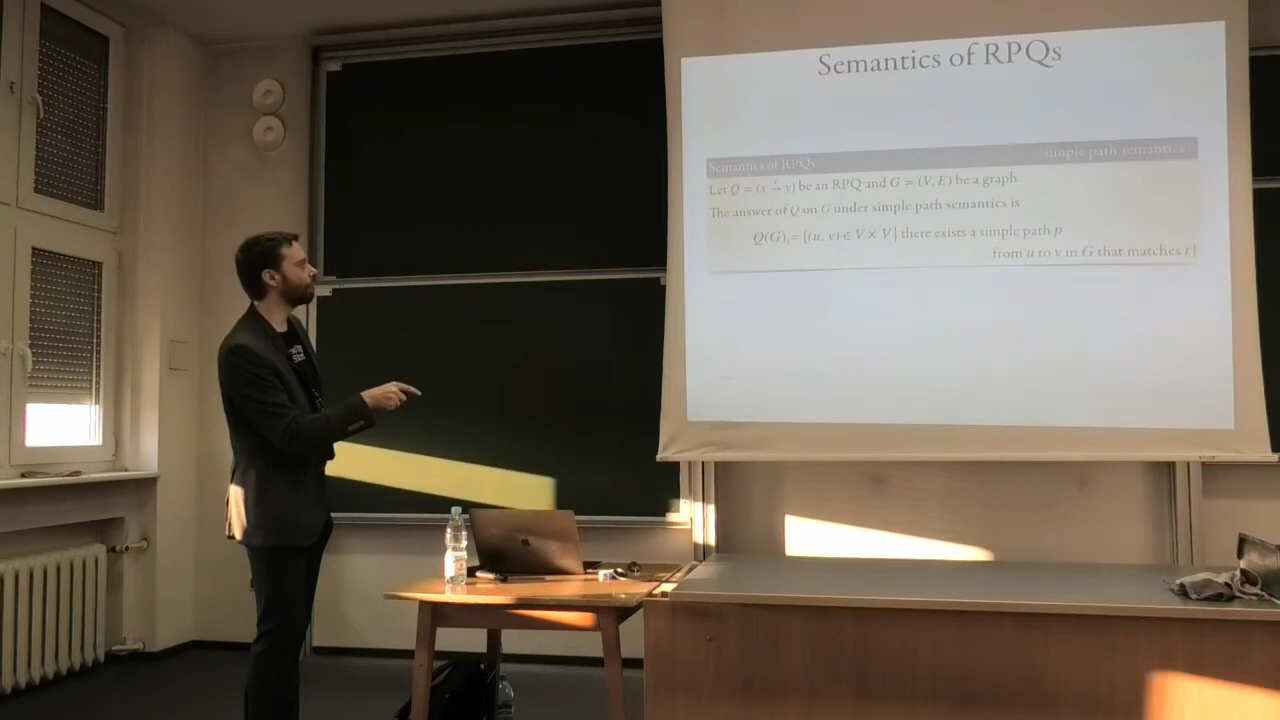 Semantics of RPQs
Semantics of RPQs simple path semantics
Let Q = (x →^r y) be an RPQ and G = (V, E) be a graph
The answer of Q on G under simple path semantics is
Q(G)ₛ = {(u, v) ∈ V × V | there exists a simple path p
from u to v in G that matches r}